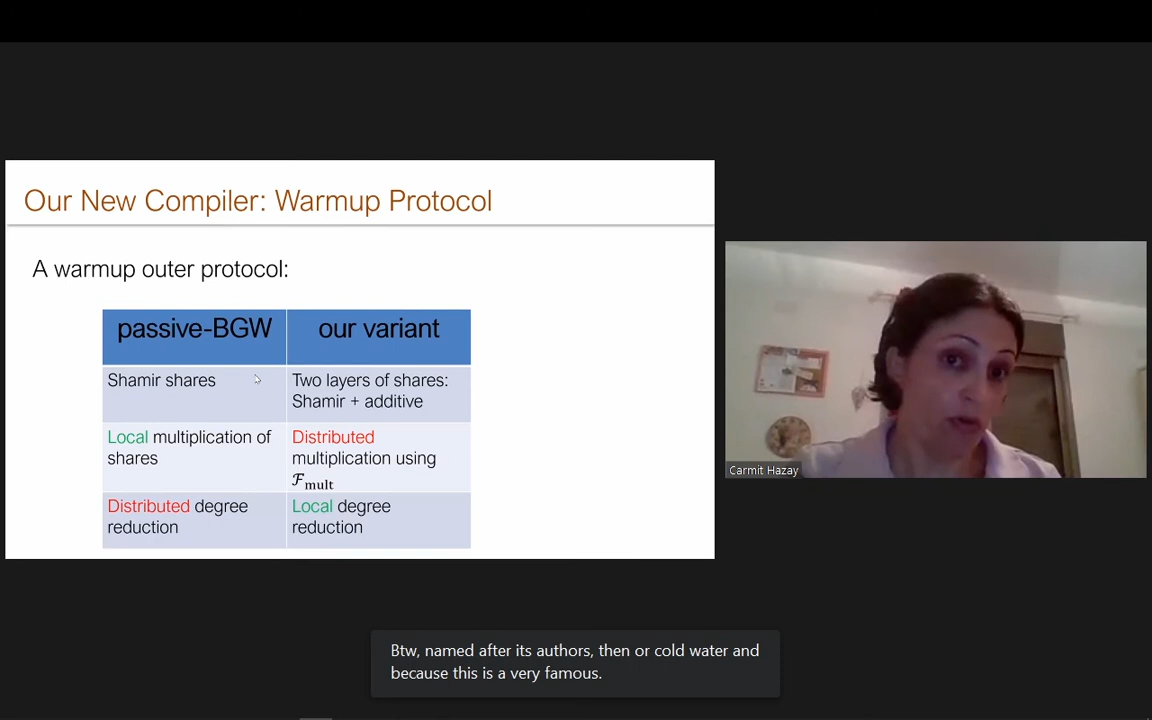 Our New Compiler: Warmup Protocol
A warmup outer protocol:
passive-BGW
our variant
Shamir shares
Two layers of shares:
Shamir + additive
Local multiplication of
shares
Distributed
multiplication using
ℱmult
Distributed degree
reduction
Local degree
reduction
Carmit Hazay
Btw, named after its authors, then or cold water and
because this is a very famous.